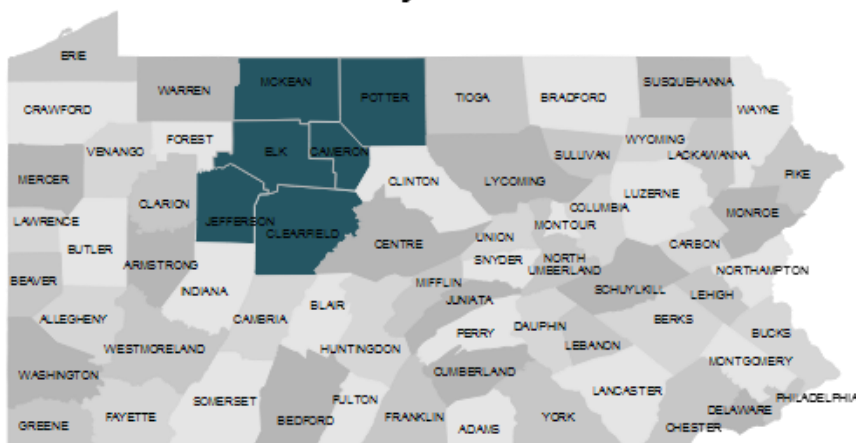 ERIE
WARREN
MCKEAN
POTTER
TIOGA
BRADFORD
SUSQUEHANNA
WAYNE
CRAWFORD
FOREST
VENANGO
ELK
CAMERON
WYOMING
LACKAWANNA
SULLIVAN
PIKE
MERCER
CLARION
CLINTON
LYCOMING
LUZERNE
COLUMBIA
MONTOUR
MONROE
LAWRENCE
JEFFERSON
CLEARFIELD
BUTLER
CENTRE
UNION
CARBON
ARMSTRONG
SNYDER
NORTH
UMBERLAND
NORTHAMPTON
BEAVER
INDIANA
MIFFLIN
SCHUYLKILL
LEHIGH
JUNIATA
BLAIR
ALLEGHENY
CAMBRIA
PERRY
DAUPHIN
BERKS
BUCKS
WESTMORELAND
HUNTINGDON
LEBANON
MONTGOMERY
WASHINGTON
CUMBERLAND
LANCASTER
PHILADELPHIA
SOMERSET
FULTON
DELAWARE
GREENE
FAYETTE
BEDFORD
FRANKLIN
ADAMS
YORK
CHESTER